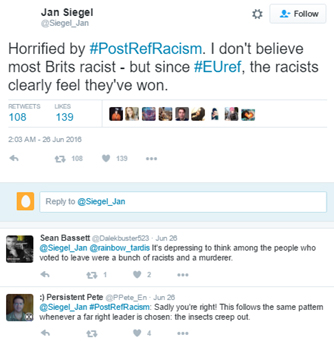 Jan Siegel
@Siegel_Jan
Follow
Horrified by #PostRefRacism. I don't believe
most Brits racist - but since #EUref, the racists
clearly feel they've won.
RETWEETS LIKES
108 139
2:03 AM - 26 Jun 2016
108 139
Reply to @Siegel_Jan
Sean Bassett @Dalekbuster523 · Jun 26
@Siegel_Jan @rainbow_tardis It's depressing to think among the people who
voted to leave were a bunch of racists and a murderer.
1 2
:) Persistent Pete @PPete_En · Jun 26
@Siegel_Jan #PostRefRacism: Sadly you're right! This follows the same pattern
whenever a far right leader is chosen: the insects creep out.
4